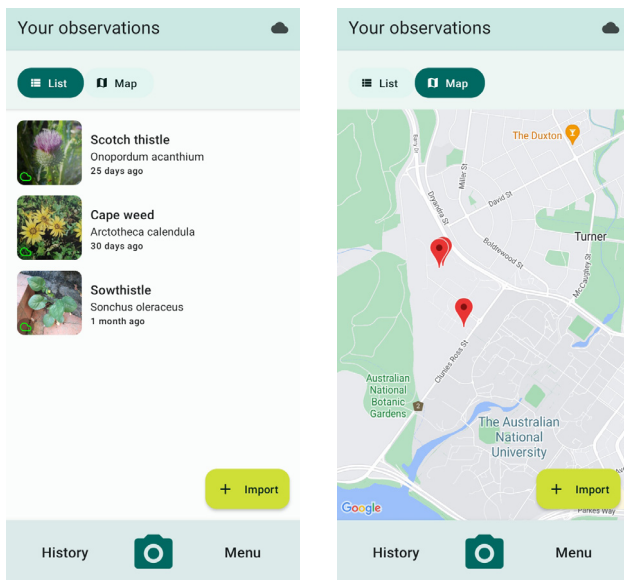 Your observations
List
Map
Scotch thistle
Onopordum acanthium
25 days ago
Cape weed
Arctotheca calendula
30 days ago
Sowthistle
Sonchus oleraceus
1 month ago
+ Import
History
Menu
Your observations
List
Map
The Duxton
Miller St
David St
Dryandra St
Boldrewood St
Turner
McCaughey St
Clunies Ross St
Australian
National
Botanic
Gardens
The Australian
National
University
+ Import
Google
Parkes Way
History
Menu